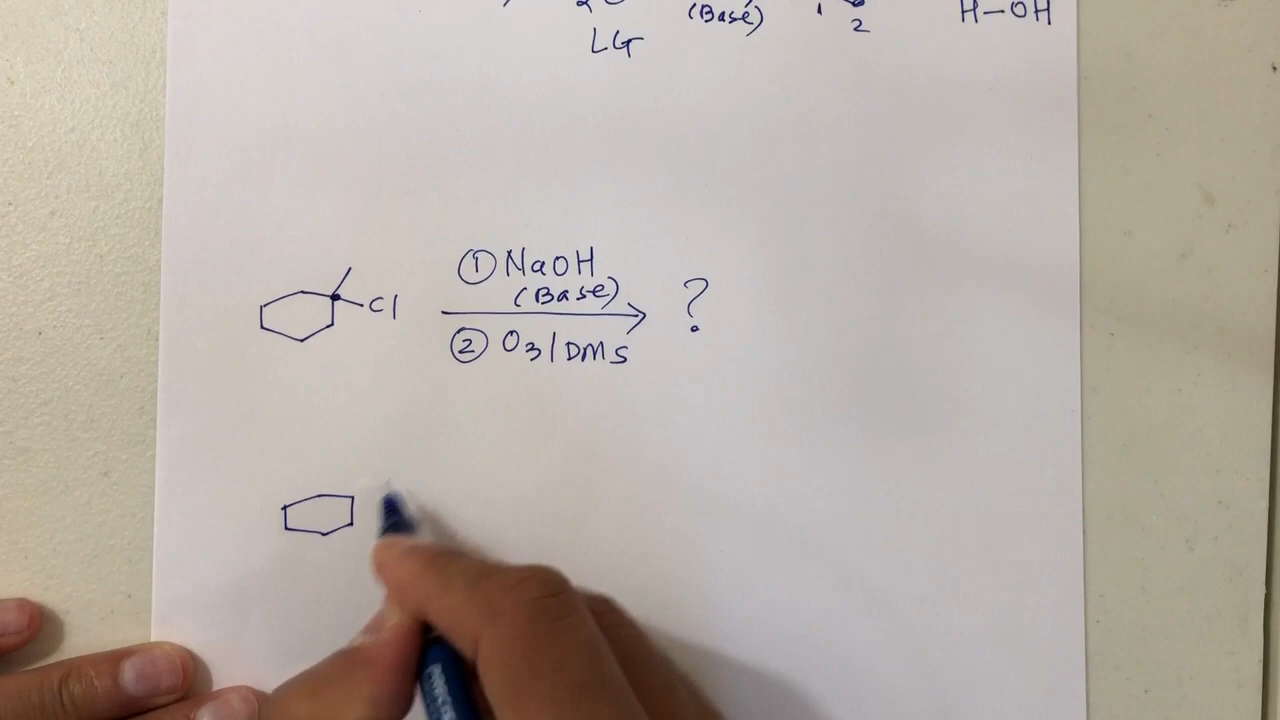 (Base)
2
H-OH
LG
① NaOH
(Base)
Cl
?
② O3/DMS